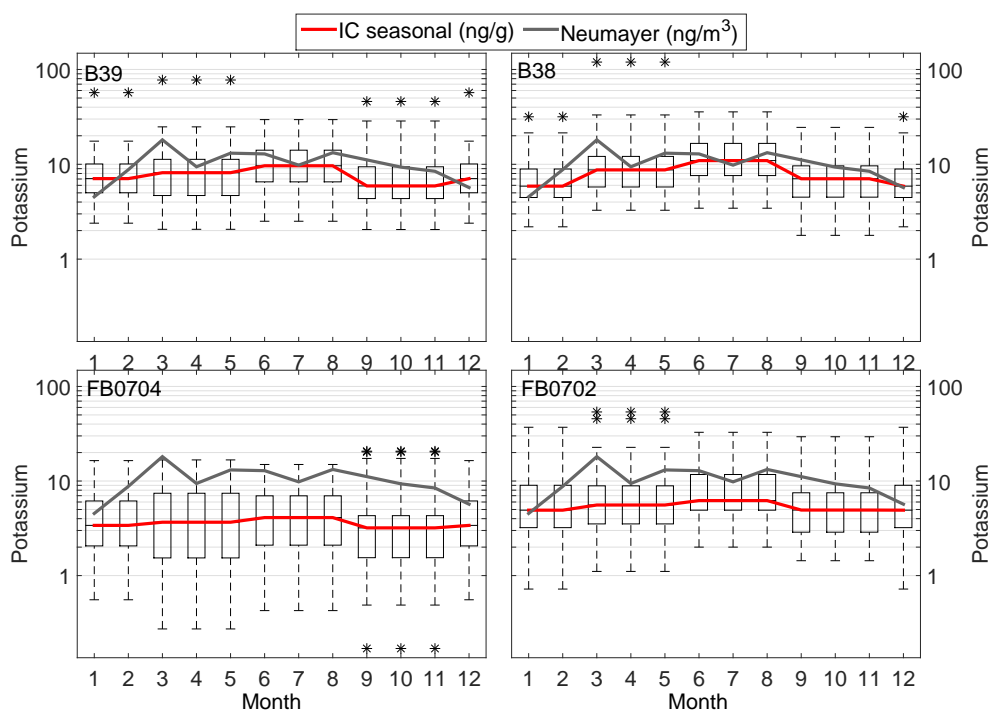 IC seasonal (ng/g) Neumayer (ng/m³)
B39
100
10
1
Potassium
1 2 3 4 5 6 7 8 9 10 11 12
B38
100
10
1
Potassium
1 2 3 4 5 6 7 8 9 10 11 12
FB0704
100
10
1
Potassium
1 2 3 4 5 6 7 8 9 10 11 12
Month
FB0702
100
10
1
Potassium
1 2 3 4 5 6 7 8 9 10 11 12
Month